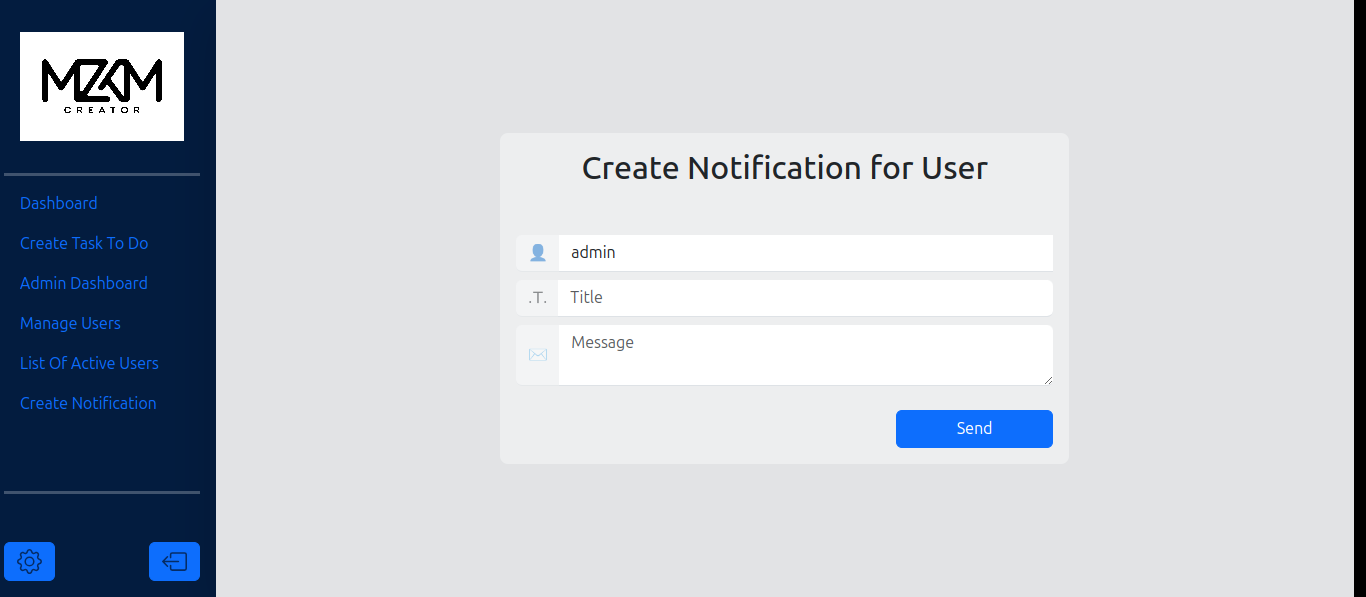 MZKM
CREATOR
Dashboard
Create Task To Do
Admin Dashboard
Manage Users
List Of Active Users
Create Notification
Create Notification for User
admin
.T. Title
Message
Send